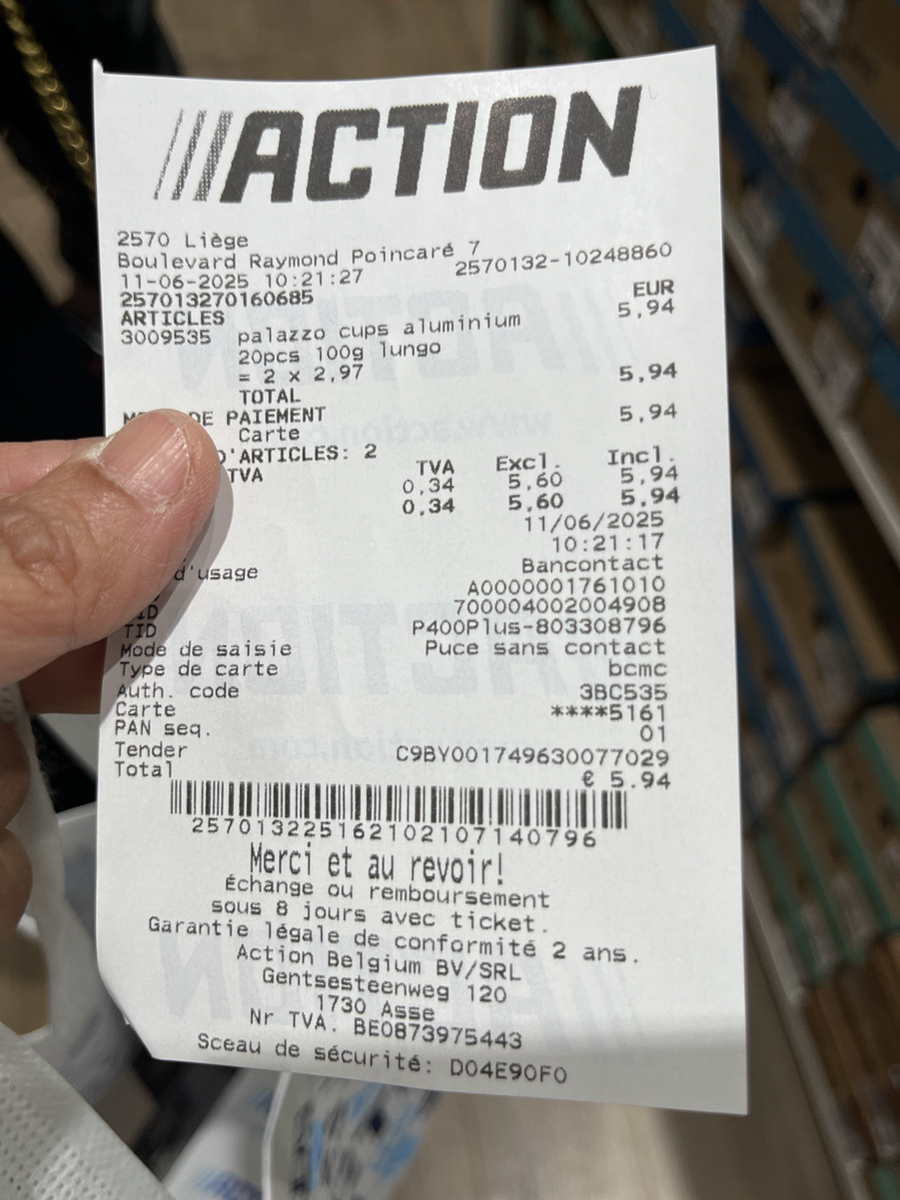 ACTION
2570 Liège
Boulevard Raymond Poincaré 7
11-06-2025 10:21:27 2570132-10248860
257013270160685 EUR
ARTICLES 5,94
3009535 palazzo cups aluminium
20pcs 100g lungo
= 2 x 2,97
TOTAL 5,94
DE PAIEMENT
Carte 5,94
D'ARTICLES: 2
TVA TVA Excl. Incl.
0,34 5,60 5,94
0,34 5,60 5,94
11/06/2025
10:21:17
d'usage Bancontact
A0000001761010
700004002004908
TID P400Plus-803308796
Mode de saisie Puce sans contact
Type de carte bcmc
Auth. code 3BC535
Carte ****5161
PAN seq. 01
Tender C9BY001749630077029
Total € 5.94
257013225162102107140796
Merci et au revoir!
Échange ou remboursement
sous 8 jours avec ticket.
Garantie légale de conformité 2 ans.
Action Belgium BV/SRL
Gentsesteenweg 120
1730 Asse
Nr TVA. BE0873975443
Sceau de sécurité: D04E90F0
ACTION